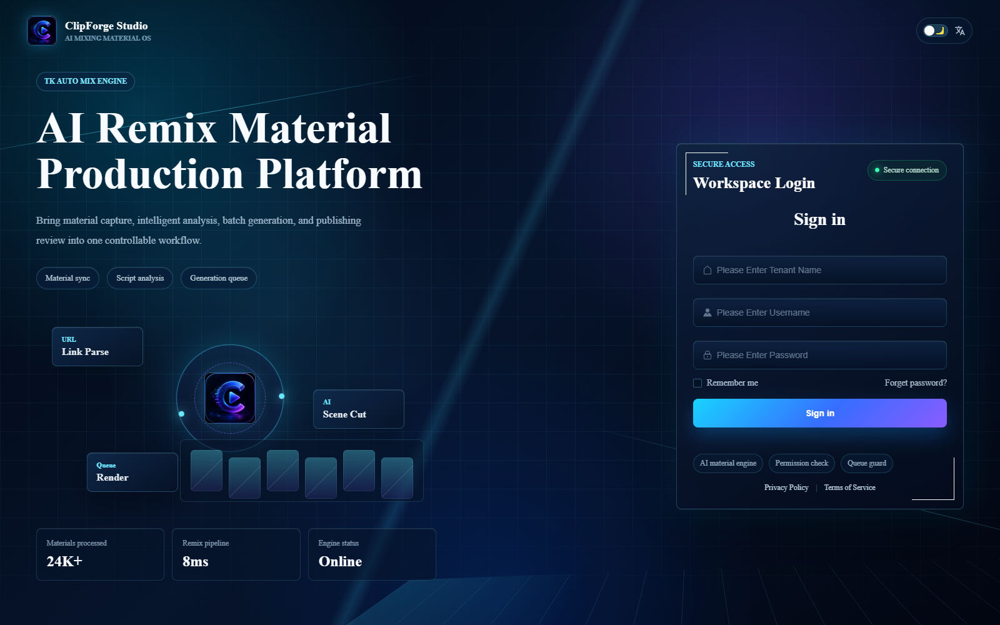 ClipForge Studio
AI MIXING MATERIAL OS
TK AUTO MIX ENGINE
AI Remix Material
Production Platform
Bring material capture, intelligent analysis, batch generation, and publishing
review into one controllable workflow.
Material sync
Script analysis
Generation queue
URL
Link Parse
AI
Scene Cut
Queue
Render
Materials processed
24K+
Remix pipeline
8ms
Engine status
Online
SECURE ACCESS
Workspace Login
Secure connection
Sign in
Please Enter Tenant Name
Please Enter Username
Please Enter Password
Remember me
Forget password?
Sign in
AI material engine
Permission check
Queue guard
Privacy Policy
Terms of Service